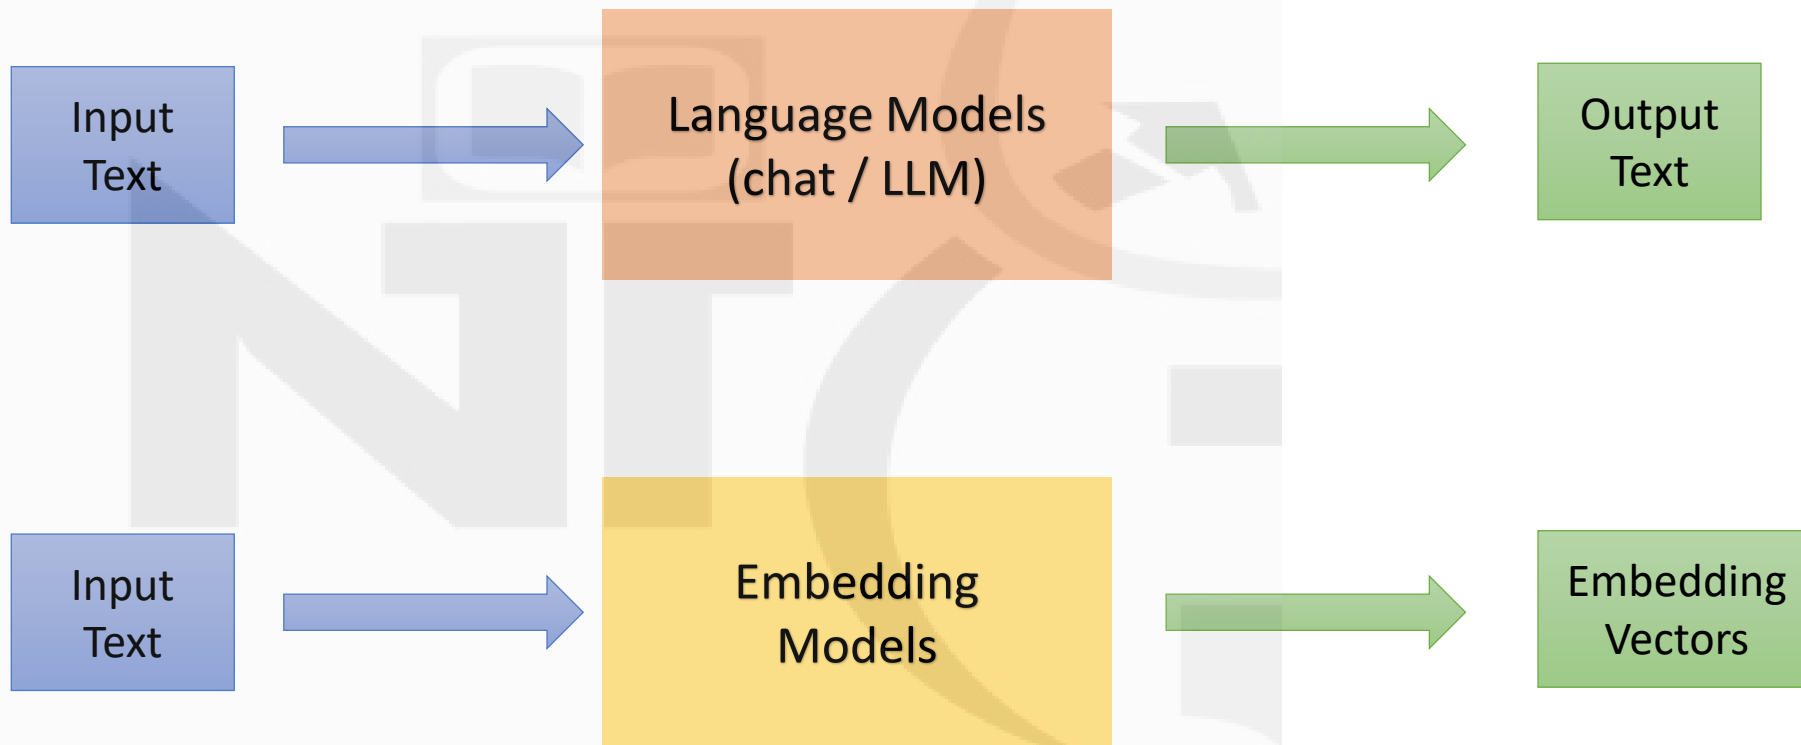 Input
Text
Language Models
(chat / LLM)
Output
Text
Input
Text
Embedding
Models
Embedding
Vectors